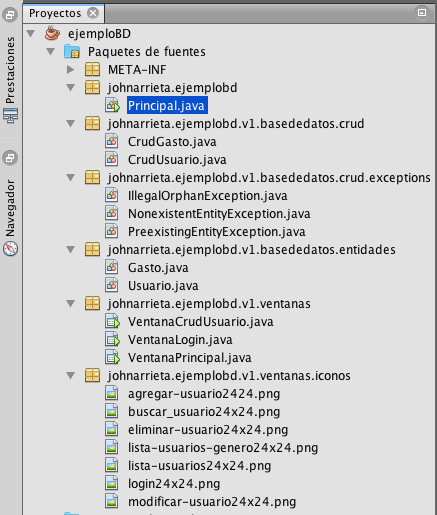 Proyectos
ejemploBD
Paquetes de fuentes
META-INF
johnarrieta.ejemplobd
Principal.java
johnarrieta.ejemplobd.v1.basededatos.crud
CrudGasto.java
CrudUsuario.java
johnarrieta.ejemplobd.v1.basededatos.crud.exceptions
IllegalOrphanException.java
NonexistentEntityException.java
PreexistingEntityException.java
johnarrieta.ejemplobd.v1.basededatos.entidades
Gasto.java
Usuario.java
johnarrieta.ejemplobd.v1.ventanas
VentanaCrudUsuario.java
VentanaLogin.java
VentanaPrincipal.java
johnarrieta.ejemplobd.v1.ventanas.iconos
agregar-usuario2424.png
buscar_usuario24x24.png
eliminar-usuario24x24.png
lista-usuarios-genero24x24.png
lista-usuarios24x24.png
login24x24.png
modificar-usuario24x24.png
Prestaciones
Navegador